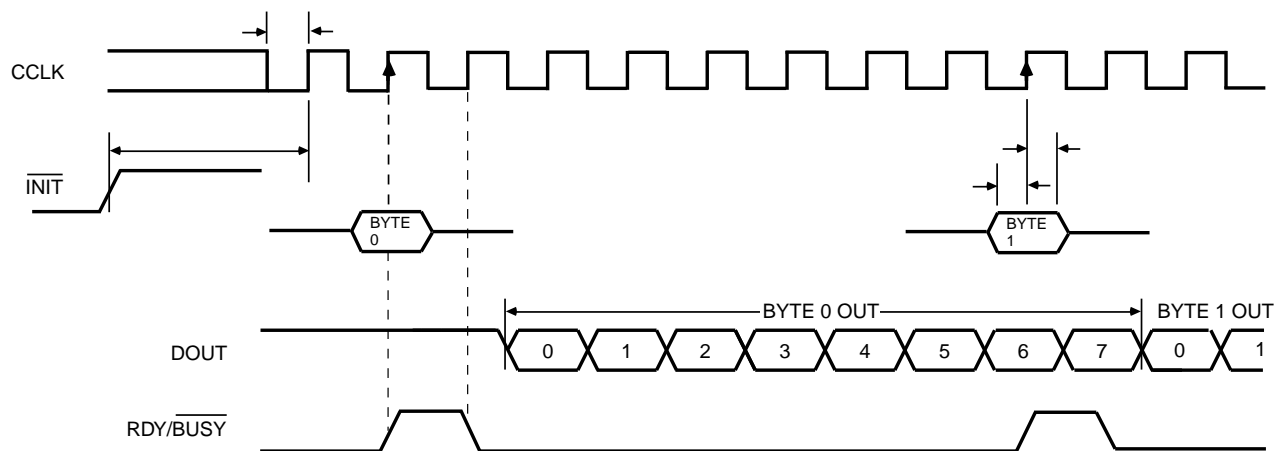 CCLK
INIT
BYTE
0
BYTE
1
BYTE 0 OUT
BYTE 1 OUT
DOUT
0 1 2 3 4 5 6 7 0 1
RDY/BUSY